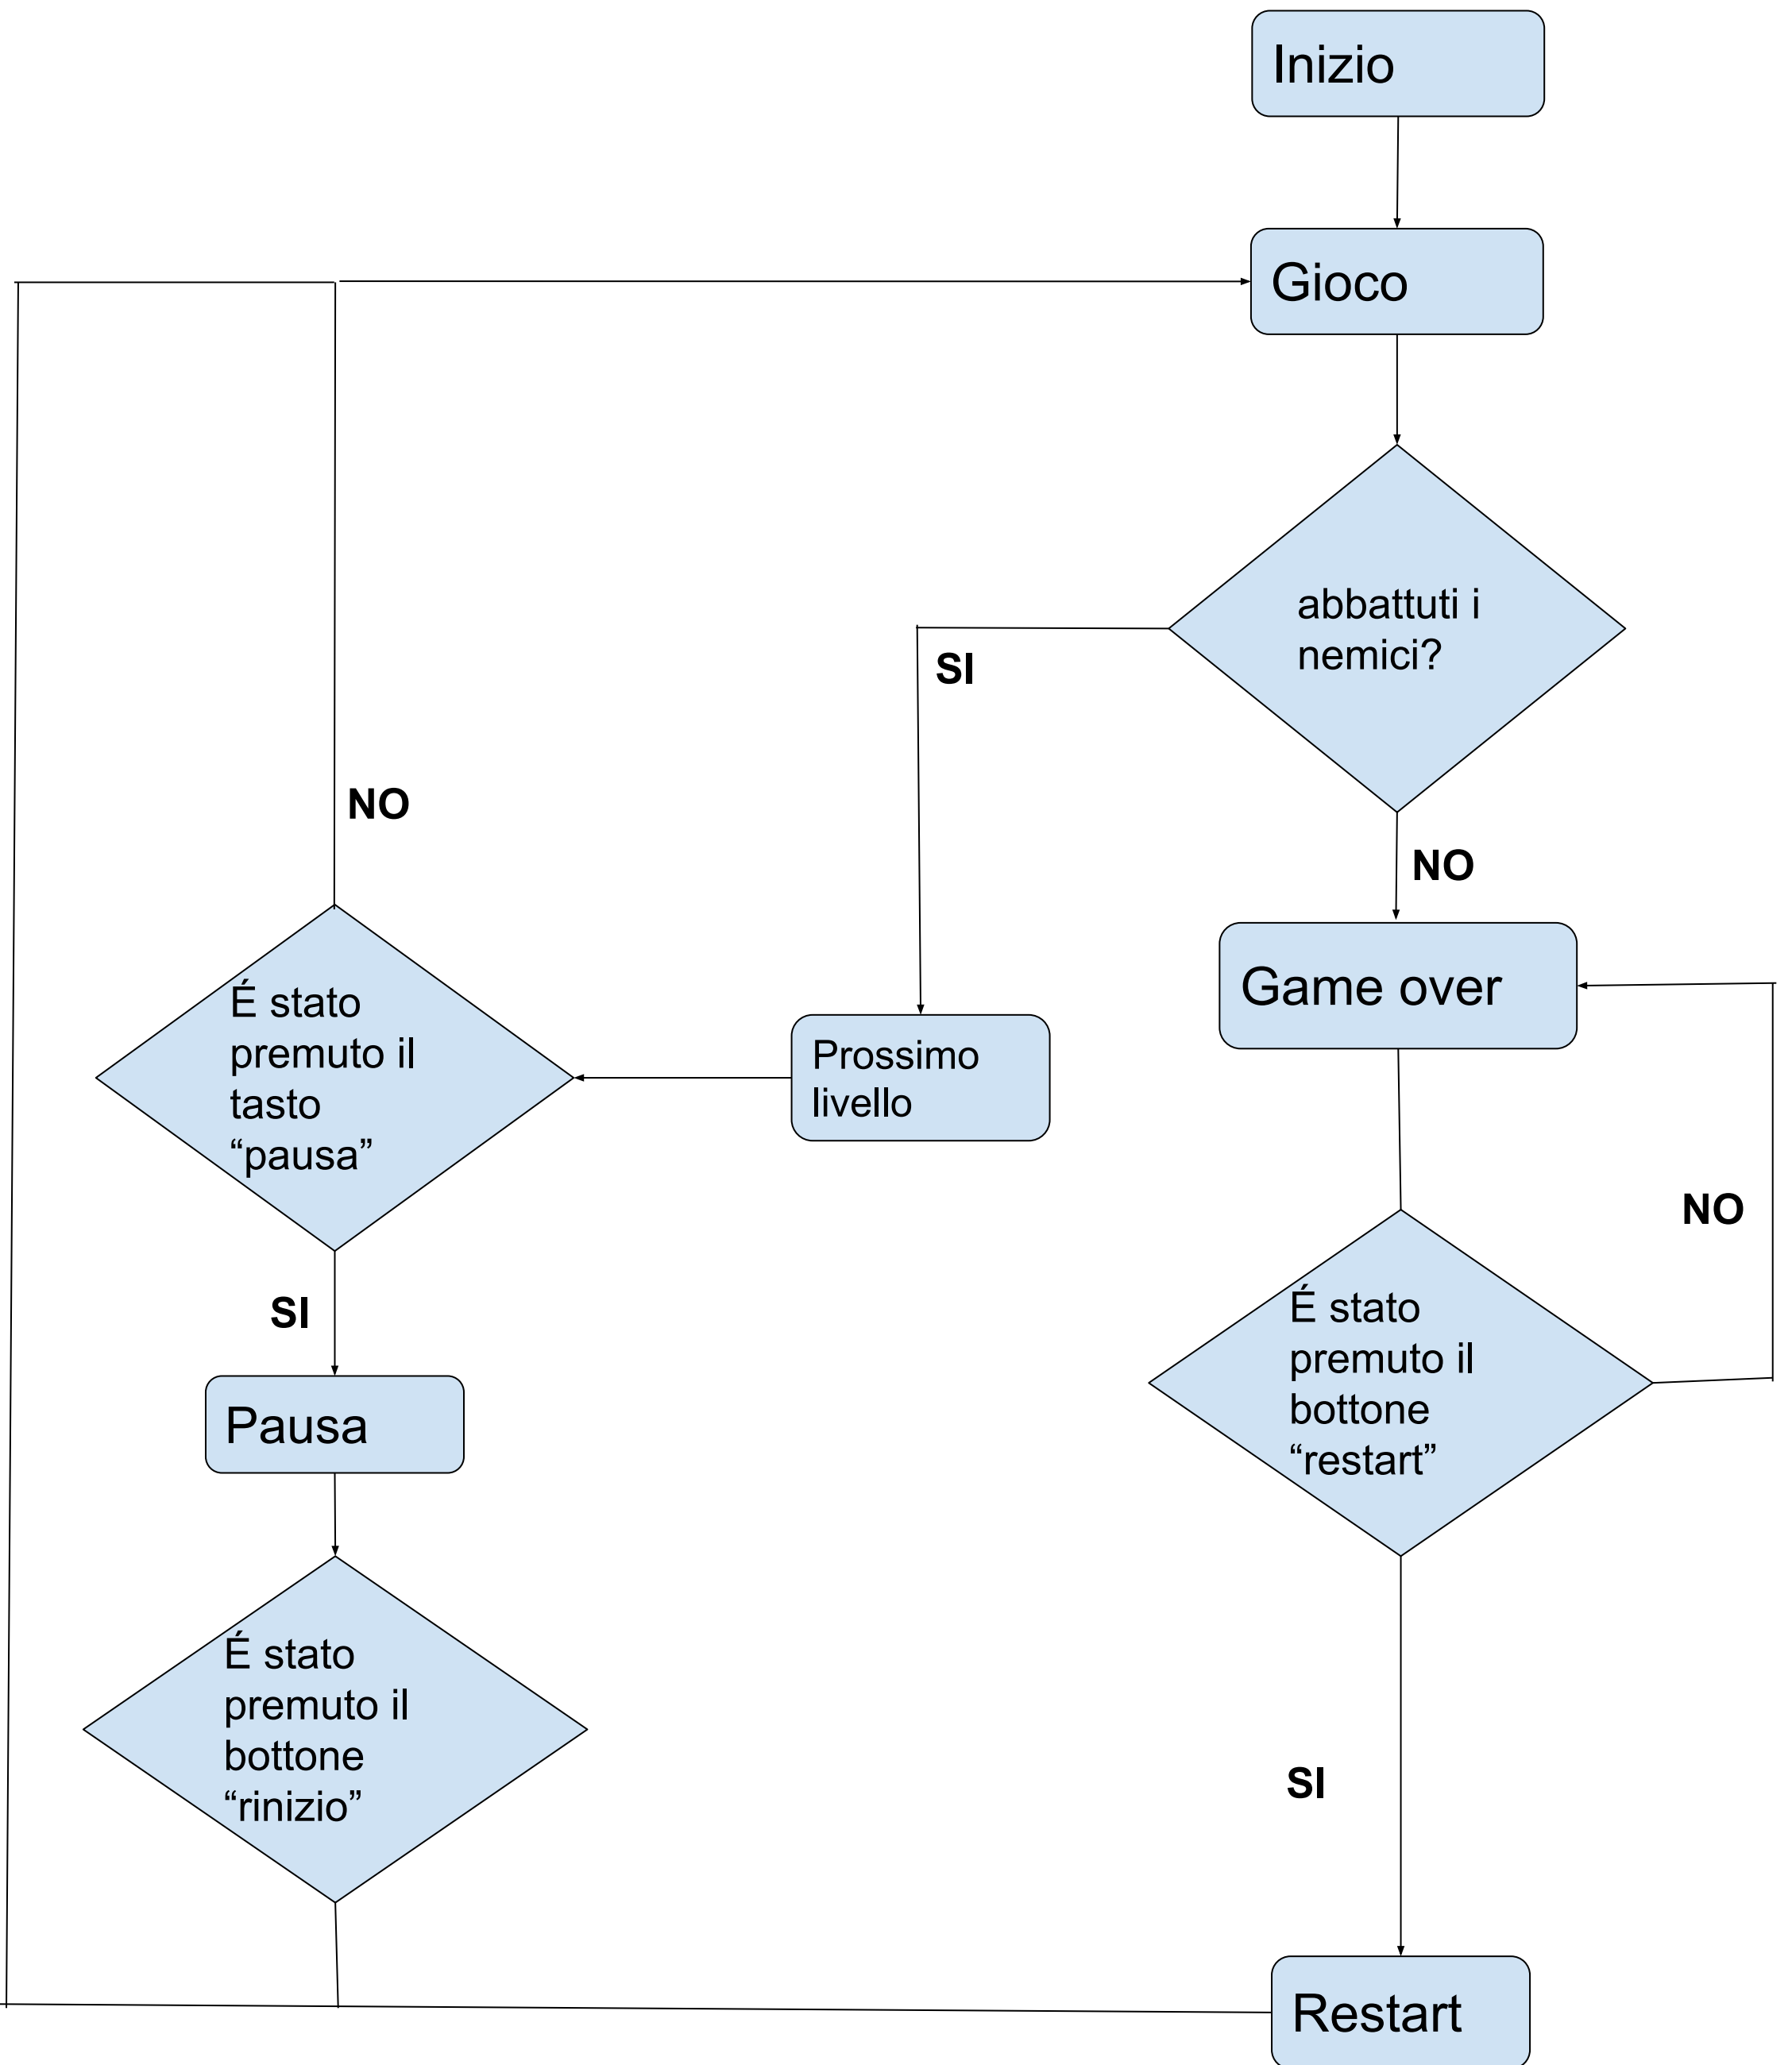 Inizio
Gioco
abbattuti i
nemici?
SI
NO
NO
Game over
É stato
premuto il
tasto
“pausa”
Prossimo
livello
NO
SI
É stato
premuto il
bottone
“restart”
Pausa
É stato
premuto il
bottone
“rinizio”
SI
Restart